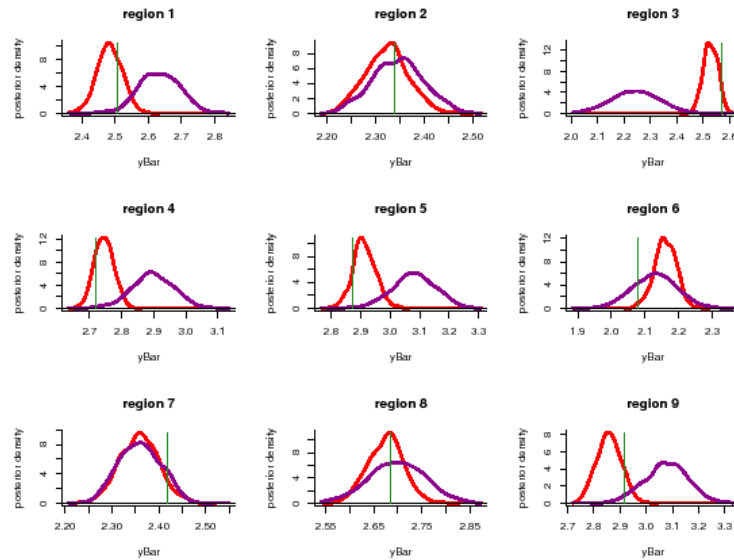 region 1
region 2
region 3
posterior density
0
4
8
2.4
2.5
2.6
2.7
2.8
yBar
posterior density
0
2
4
8
2.20
2.30
2.40
2.50
yBar
posterior density
0
4
8
12
2.0
2.1
2.2
2.3
2.4
2.5
2.6
yBar
region 4
region 5
region 6
posterior density
0
4
8
12
2.7
2.8
2.9
3.0
3.1
yBar
posterior density
0
4
8
2.8
2.9
3.0
3.1
3.2
3.3
yBar
posterior density
0
4
8
12
1.9
2.0
2.1
2.2
2.3
yBar
region 7
region 8
region 9
posterior density
0
4
8
2.20
2.30
2.40
2.50
yBar
posterior density
0
4
8
2.55
2.65
2.75
2.85
yBar
posterior density
0
2
4
6
8
2.7
2.8
2.9
3.0
3.1
3.2
3.3
yBar